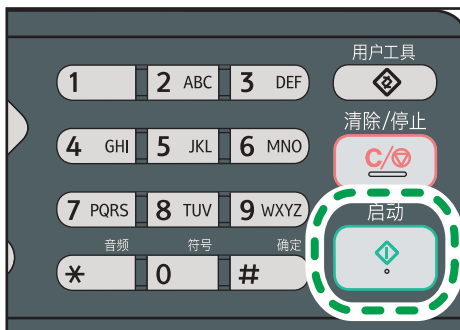 用户工具
1
2 ABC
3 DEF
清除/停止
4 GHI
5 JKL
6 MNO
C/
7 PQRS
8 TUV
9 WXYZ
启动
音频
符号
确定
*
0
#